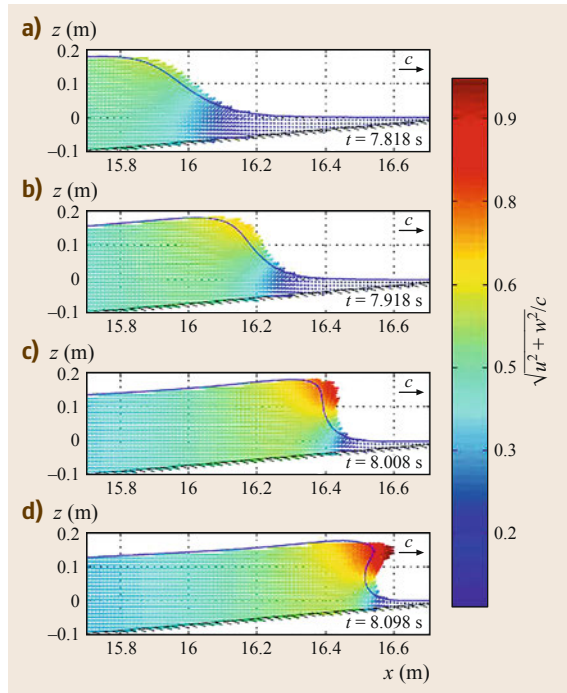 a) z (m)
0.2
0.1
0
–0.1
c
t = 7.818 s
15.8 16 16.2 16.4 16.6
b) z (m)
0.2
0.1
0
–0.1
c
t = 7.918 s
15.8 16 16.2 16.4 16.6
c) z (m)
0.2
0.1
0
–0.1
c
t = 8.008 s
15.8 16 16.2 16.4 16.6
d) z (m)
0.2
0.1
0
–0.1
c
t = 8.098 s
15.8 16 16.2 16.4 16.6
x (m)
0.9
0.8
0.6
0.5
0.3
0.2
√u² + w²/c